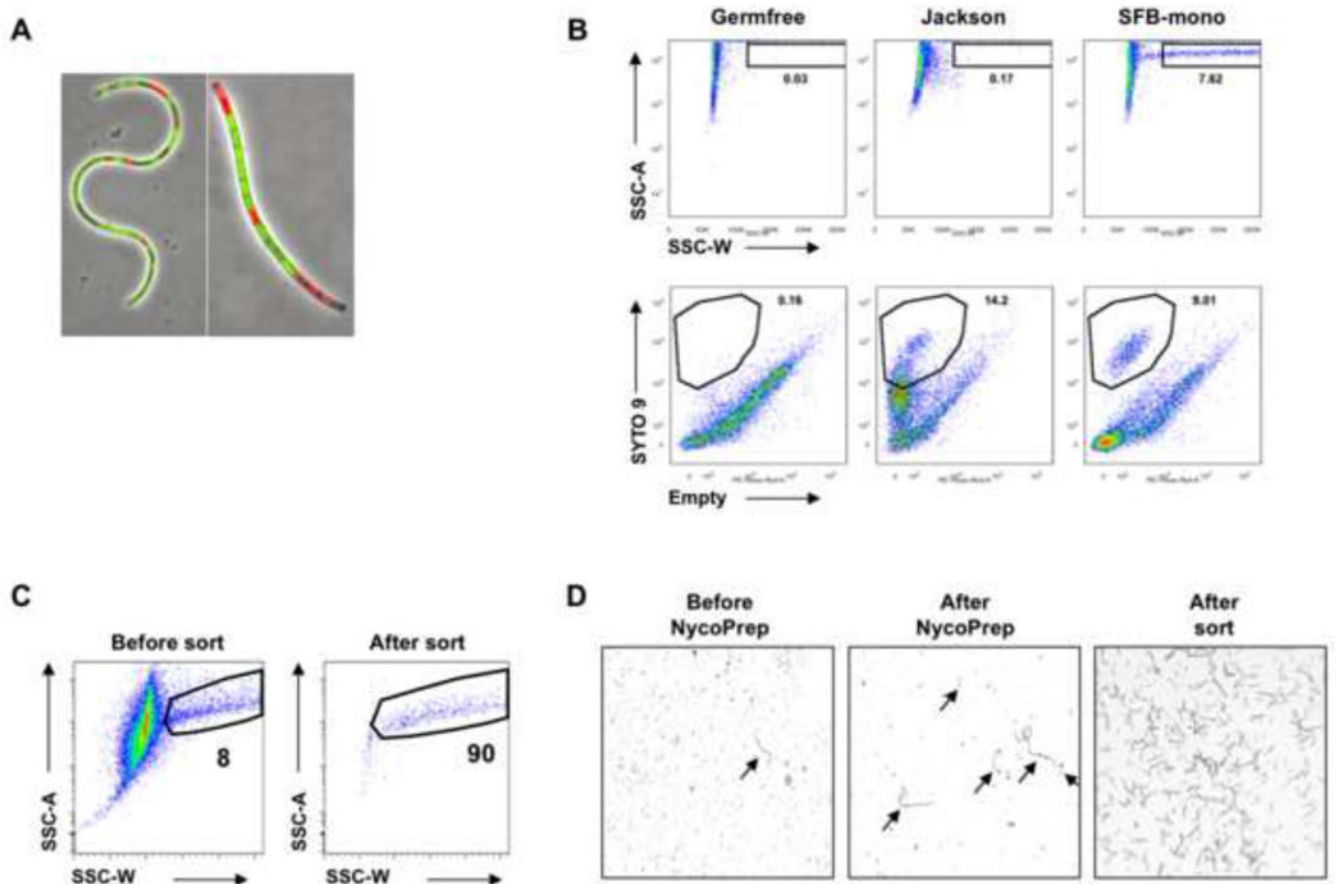 A
B
Germfree
Jackson
SFB-mono
0.03
0.17
7.62
SSC-A
SSC-W
0.16
14.2
9.01
SYTO 9
Empty
C
Before sort
After sort
8
90
SSC-A
SSC-A
SSC-W
SSC-W
D
Before
NycoPrep
After
NycoPrep
After
sort